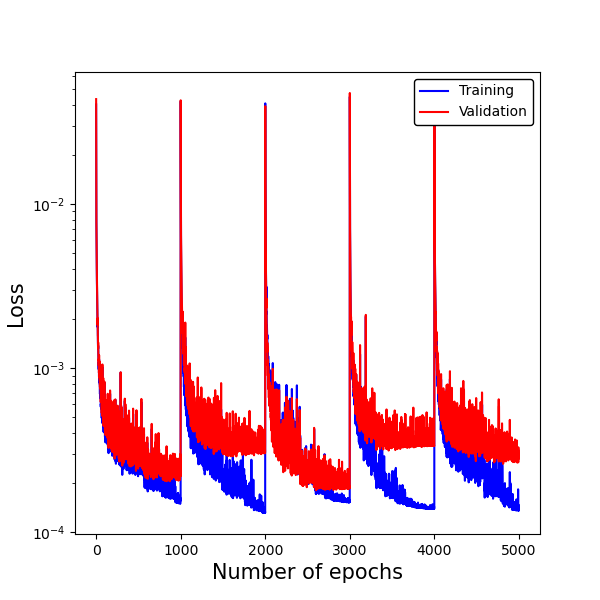 Training
Validation
10⁻²
10⁻³
10⁻⁴
Loss
0 1000 2000 3000 4000 5000
Number of epochs